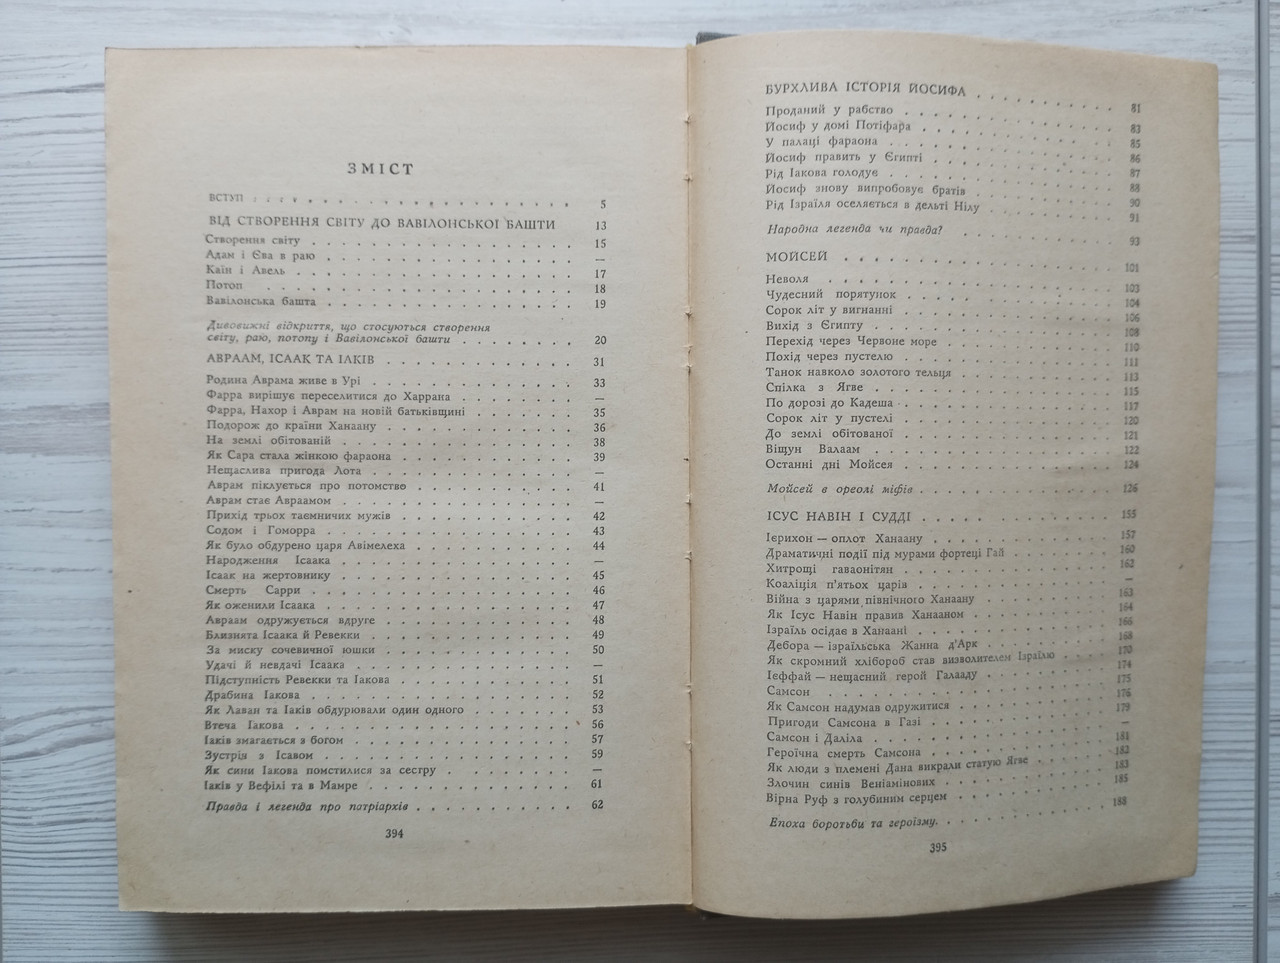 ЗМІСТ
ВСТУП . . . . . . . . 5
ВІД СТВОРЕННЯ СВІТУ ДО ВАВІЛОНСЬКОЇ БАШТИ 13
Створення світу . . . . . . . . 15
Адам і Єва в раю . . . . . . . . —
Каїн і Авель . . . . . . . . 17
Потоп . . . . . . . . 18
Вавілонська башта . . . . . . . . 19
Дивовижні відкриття, що стосуються створення
світу, раю, потопу і Вавілонської башти . . . . . . . . 20
АВРААМ, ІСААК ТА ІАКІВ . . . . . . . . 31
Родина Аврама живе в Урі . . . . . . . . 33
Фарра вирішує переселитися до Харрана . . . . . . . . —
Фарра, Нахор і Аврам на новій батьківщині . . . . . . . . 35
Подорож до країни Ханаану . . . . . . . . 36
На землі обітованій . . . . . . . . 38
Як Сара стала жінкою фараона . . . . . . . . 39
Нещаслива пригода Лота . . . . . . . . —
Аврам піклується про потомство . . . . . . . . 41
Аврам стає Авраамом . . . . . . . . —
Прихід трьох таємничих мужів . . . . . . . . 42
Содом і Гоморра . . . . . . . . 43
Як було обдурено царя Авімелеха . . . . . . . . 44
Народження Ісаака . . . . . . . . —
Ісаак на жертовнику . . . . . . . . 45
Смерть Сарри . . . . . . . . 46
Як оженили Ісаака . . . . . . . . 47
Авраам одружується вдруге . . . . . . . . 48
Близнята Ісаака й Ревекки . . . . . . . . 49
За миску сочевичної юшки . . . . . . . . 50
Удачі й невдачі Ісаака . . . . . . . . —
Підступність Ревекки та Іакова . . . . . . . . 51
Драбина Іакова . . . . . . . . 52
Як Лаван та Іаків обдурювали один одного . . . . . . . . 53
Втеча Іакова . . . . . . . . 56
Іаків змагається з богом . . . . . . . . 57
Зустріч з Ісавом . . . . . . . . 59
Як сини Іакова помстилися за сестру . . . . . . . . —
Іаків у Вефілі та в Мамре . . . . . . . . 61
Правда і легенда про патріархів . . . . . . . . 62
394
БУРХЛИВА ІСТОРІЯ ЙОСИФА . . . . . . . . 81
Проданий у рабство . . . . . . . . 83
Йосиф у домі Потіфара . . . . . . . . 85
У палаці фараона . . . . . . . . 86
Йосиф править у Єгипті . . . . . . . . 87
Рід Іакова голодує . . . . . . . . 88
Йосиф знову випробовує братів . . . . . . . . 90
Рід Ізраїля оселяється в дельті Нілу . . . . . . . . 91
Народна легенда чи правда? . . . . . . . . 93
МОЙСЕЙ . . . . . . . . 101
Неволя . . . . . . . . 103
Чудесний порятунок . . . . . . . . 104
Сорок літ у вигнанні . . . . . . . . 106
Вихід з Єгипту . . . . . . . . 108
Перехід через Червоне море . . . . . . . . 110
Похід через пустелю . . . . . . . . 111
Танок навколо золотого тельця . . . . . . . . 113
Спілка з Ягве . . . . . . . . 115
По дорозі до Кадеша . . . . . . . . 117
Сорок літ у пустелі . . . . . . . . 120
До землі обітованої . . . . . . . . 121
Віщун Валаам . . . . . . . . 122
Останні дні Мойсея . . . . . . . . 124
Мойсей в ореолі міфів . . . . . . . . 126
ІСУС НАВІН І СУДДІ . . . . . . . . 155
Ієрихон — оплот Ханаану . . . . . . . . 157
Драматичні події під мурами фортеці Гай . . . . . . . . 160
Хитрощі гаваонітян . . . . . . . . 162
Коаліція п'ятьох царів . . . . . . . . —
Війна з царями північного Ханаану . . . . . . . . 163
Як Ісус Навін правив Ханааном . . . . . . . . 164
Ізраїль осідає в Ханаані . . . . . . . . 166
Дебора — ізраїльська Жанна д'Арк . . . . . . . . 168
Як скромний хлібороб став визволителем Ізраїлю . . . . 170
Ієффай — нещасний герой Галааду . . . . . . . . 174
Самсон . . . . . . . . 175
Як Самсон надумав одружитися . . . . . . . . 176
Пригоди Самсона в Газі . . . . . . . . 179
Самсон і Даліла . . . . . . . . —
Героїчна смерть Самсона . . . . . . . . 181
Як люди з племені Дана викрали статую Ягве . . . . . . . . 182
Злочин синів Веніамінових . . . . . . . . 183
Вірна Руф з голубиним серцем . . . . . . . . 185
Епоха боротьби та героїзму . . . . . . . . 188
395